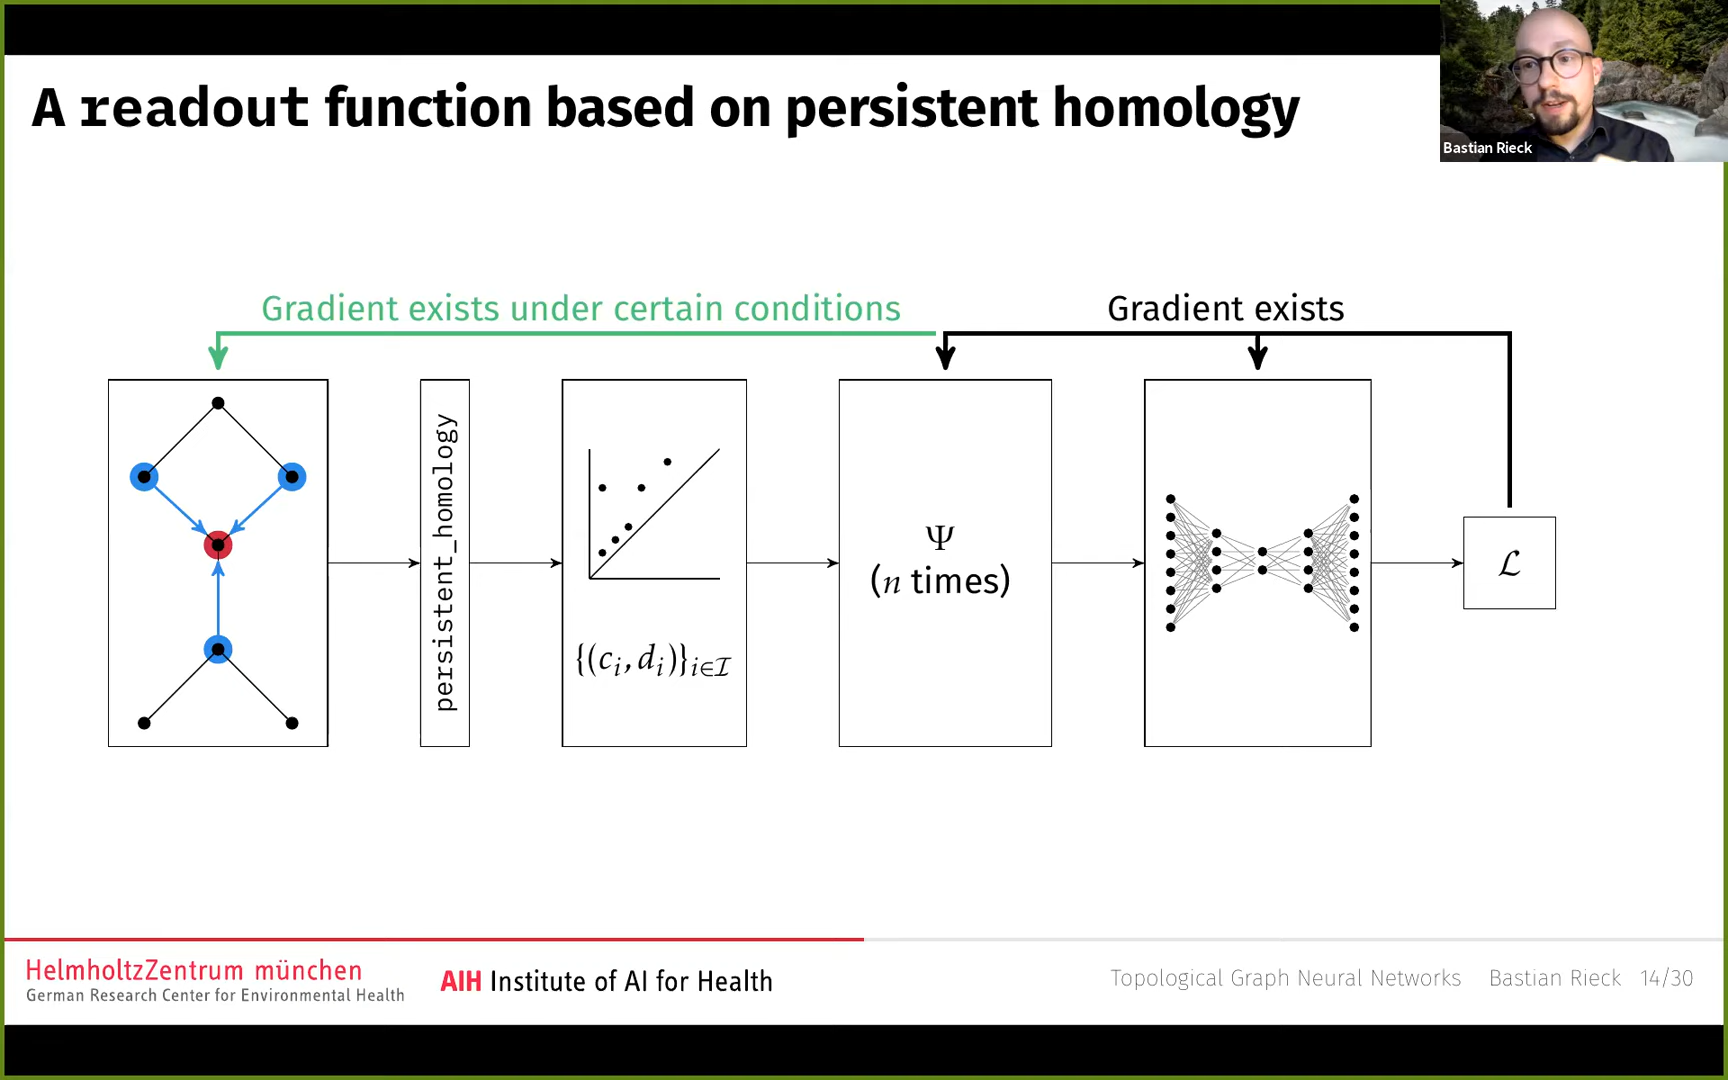 A readout function based on persistent homology
Bastian Rieck
Gradient exists under certain conditions
Gradient exists
persistent_homology
{(cᵢ, dᵢ)}ᵢ∈ℐ
Ψ
(n times)
ℒ
HelmholtzZentrum münchen
German Research Center for Environmental Health
AIH Institute of AI for Health
Topological Graph Neural Networks Bastian Rieck 14/30